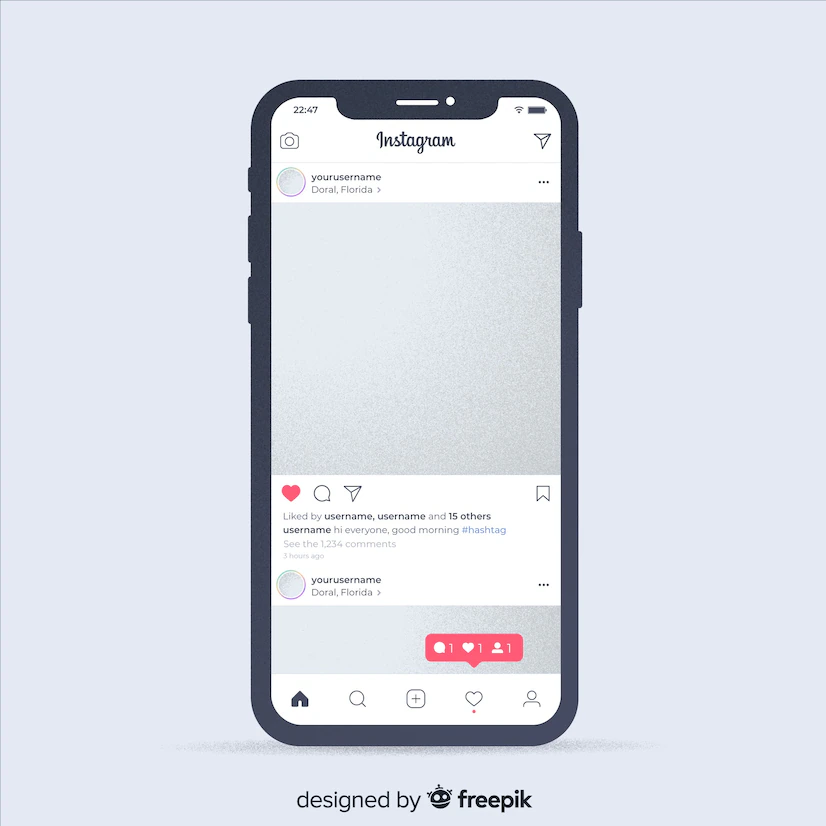 22:47
Instagram
yourusername
Doral, Florida >
Liked by username, username and 15 others
username hi everyone, good morning #hashtag
See the 1,234 comments
3 hours ago
yourusername
Doral, Florida >
1 1 1
designed by freepik